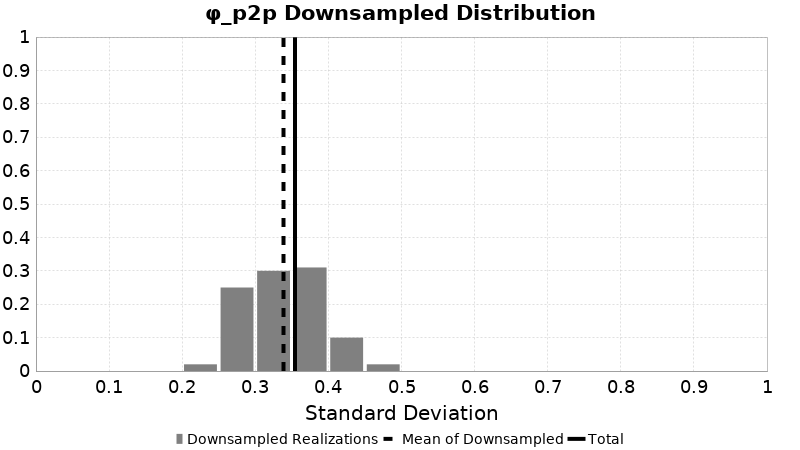 φ_p2p Downsampled Distribution
1
0.9
0.8
0.7
0.6
0.5
0.4
0.3
0.2
0.1
0
0 0.1 0.2 0.3 0.4 0.5 0.6 0.7 0.8 0.9 1
Standard Deviation
Downsampled Realizations Mean of Downsampled Total